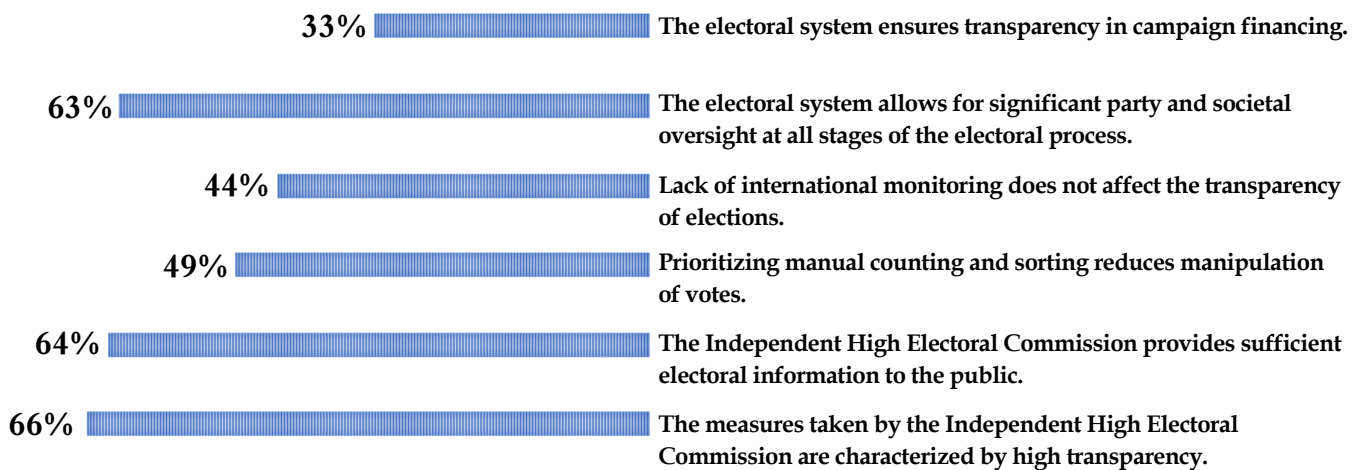 33% The electoral system ensures transparency in campaign financing.
63% The electoral system allows for significant party and societal
oversight at all stages of the electoral process.
44% Lack of international monitoring does not affect the transparency
of elections.
49% Prioritizing manual counting and sorting reduces manipulation
of votes.
64% The Independent High Electoral Commission provides sufficient
electoral information to the public.
66% The measures taken by the Independent High Electoral
Commission are characterized by high transparency.